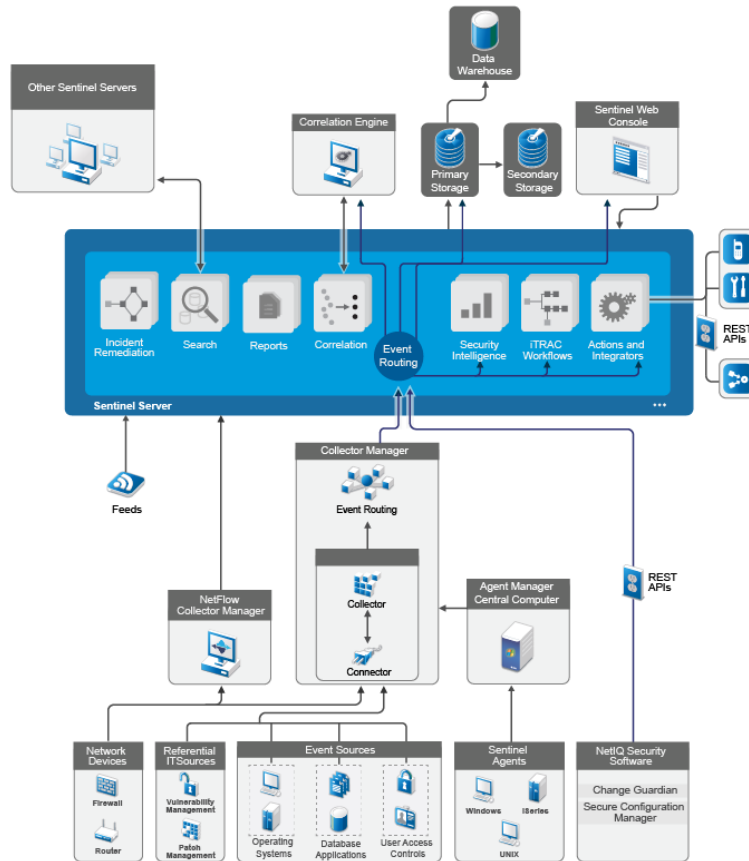 Data
Warehouse
Other Sentinel Servers
Correlation Engine
Sentinel Web
Console
Primary
Storage
Secondary
Storage
Incident
Remediation
Search
Reports
Correlation
Event
Routing
Security
Intelligence
iTRAC
Workflows
Actions and
Integrators
REST
APIs
Sentinel Server
...
Feeds
Collector Manager
Event Routing
Collector
Connector
NetFlow
Collector Manager
Agent Manager
Central Computer
REST
APIs
Network
Devices
Firewall
Router
Referential
ITSources
Vulnerability
Management
Patch
Management
Event Sources
Operating
Systems
Database
Applications
User Access
Controls
Sentinel
Agents
Windows
iSeries
UNIX
NetIQ Security
Software
Change Guardian
Secure Configuration
Manager